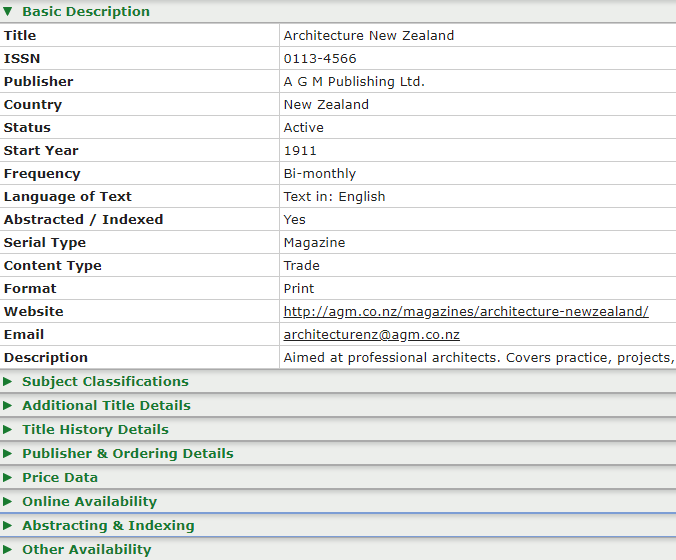 ▼ Basic Description
Title Architecture New Zealand
ISSN 0113-4566
Publisher A G M Publishing Ltd.
Country New Zealand
Status Active
Start Year 1911
Frequency Bi-monthly
Language of Text Text in: English
Abstracted / Indexed Yes
Serial Type Magazine
Content Type Trade
Format Print
Website http://agm.co.nz/magazines/architecture-newzealand/
Email architecturenz@agm.co.nz
Description Aimed at professional architects. Covers practice, projects,
► Subject Classifications
► Additional Title Details
► Title History Details
► Publisher & Ordering Details
► Price Data
► Online Availability
► Abstracting & Indexing
► Other Availability